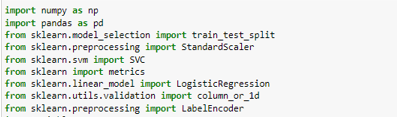 import numpy as np
import pandas as pd
from sklearn.model_selection import train_test_split
from sklearn.preprocessing import StandardScaler
from sklearn.svm import SVC
from sklearn import metrics
from sklearn.linear_model import LogisticRegression
from sklearn.utils.validation import column_or_1d
from sklearn.preprocessing import LabelEncoder